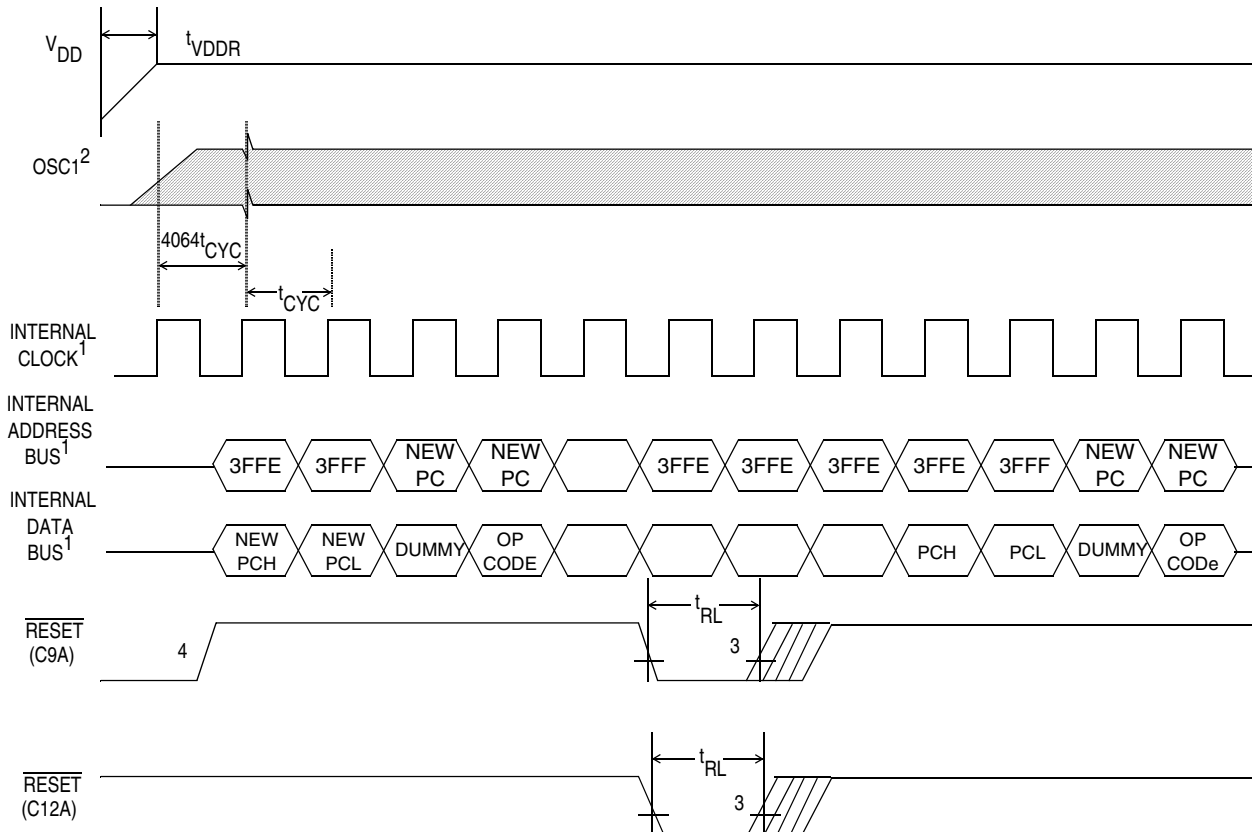 VDD
tVDDR
OSC1²
4064tCYC
tCYC
INTERNAL
CLOCK¹
INTERNAL
ADDRESS
BUS¹
3FFE 3FFF NEW PC NEW PC 3FFE 3FFE 3FFE 3FFE 3FFF NEW PC NEW PC
INTERNAL
DATA
BUS¹
NEW PCH NEW PCL DUMMY OP CODE PCH PCL DUMMY OP CODe
tRL
RESET
(C9A)
4
3
tRL
RESET
(C12A)
3